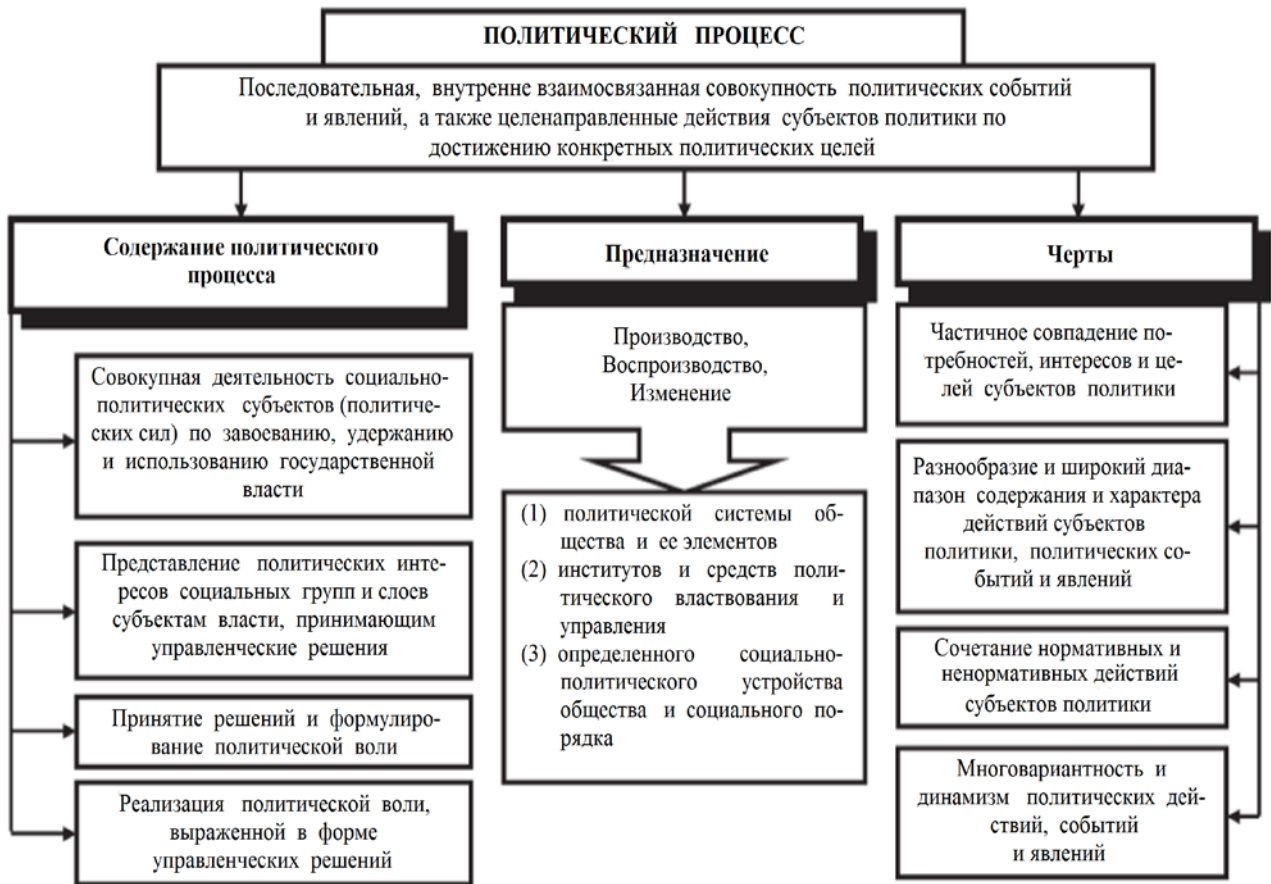 ПОЛИТИЧЕСКИЙ ПРОЦЕСС
Последовательная, внутренне взаимосвязанная совокупность политических событий
и явлений, а также целенаправленные действия субъектов политики по
достижению конкретных политических целей
Содержание политического
процесса
Совокупная деятельность социально-
политических субъектов (политиче-
ских сил) по завоеванию, удержанию
и использованию государственной
власти
Представление политических инте-
ресов социальных групп и слоев
субъектам власти, принимающим
управленческие решения
Принятие решений и формулиро-
вание политической воли
Реализация политической воли,
выраженной в форме
управленческих решений
Предназначение
Производство,
Воспроизводство,
Изменение
(1) политической системы об-
щества и ее элементов
(2) институтов и средств поли-
тического властвования и
управления
(3) определенного социально-
политического устройства
общества и социального по-
рядка
Черты
Частичное совпадение по-
требностей, интересов и це-
лей субъектов политики
Разнообразие и широкий диа-
пазон содержания и характера
действий субъектов
политики, политических со-
бытий и явлений
Сочетание нормативных и
ненормативных действий
субъектов политики
Многовариантность и
динамизм политических дей-
ствий, событий
и явлений